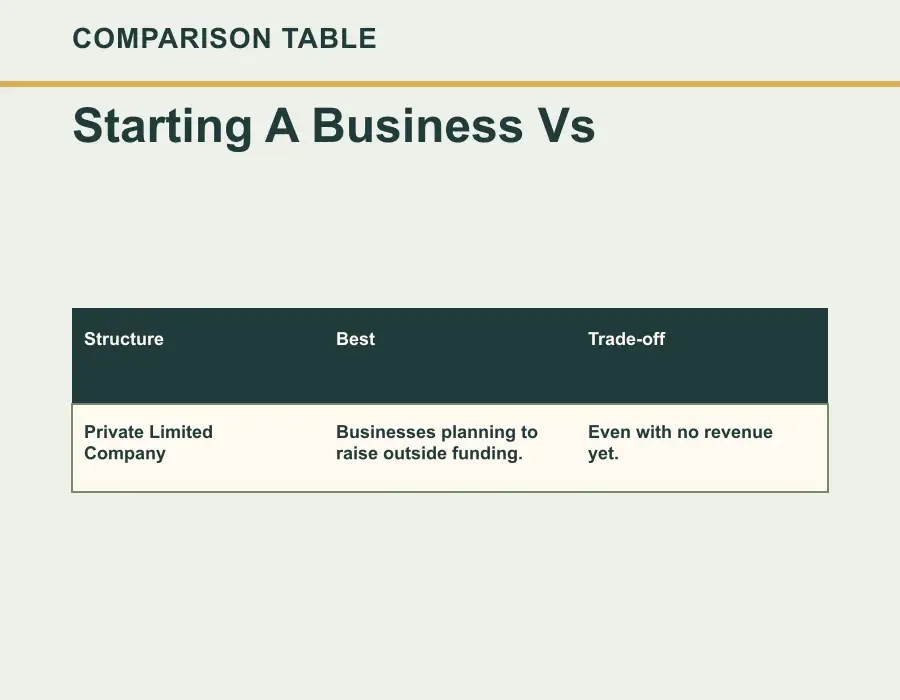 COMPARISON TABLE
Starting A Business Vs
Structure
Best
Trade-off
Private Limited
Company
Businesses planning to
raise outside funding.
Even with no revenue
yet.